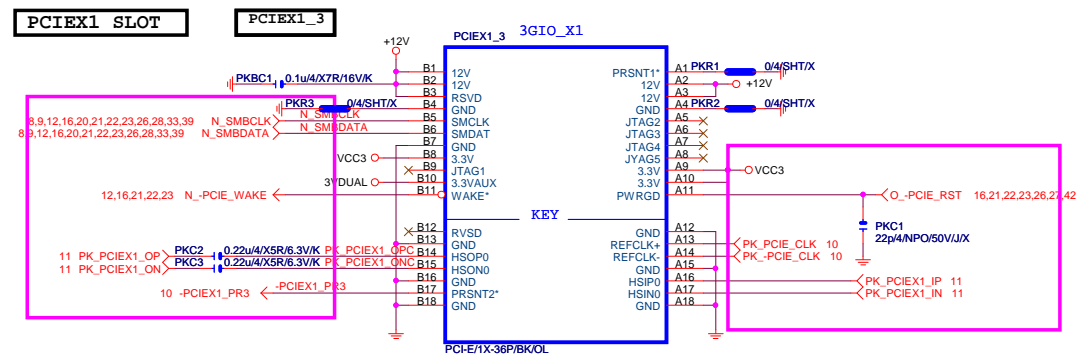 PCIEX1 SLOT
PCIEX1_3
PCIEX1_3
3GIO_X1
+12V
PKBC1 0.1u/4/X7R/16V/K
PKR3 0/4/SHT/X
8,9,12,16,20,21,22,23,26,28,33,39 N_SMBCLK N_SMBCLK
8,9,12,16,20,21,22,23,26,28,33,39 N_SMBDATA N_SMBDATA
VCC3
3VDUAL
12,16,21,22,23 N_-PCIE_WAKE
11 PK_PCIEX1_OP PKC2 0.22u/4/X5R/6.3V/K PK_PCIEX1_OPC
11 PK_PCIEX1_ON PKC3 0.22u/4/X5R/6.3V/K PK_PCIEX1_ONC
10 -PCIEX1_PR3 -PCIEX1_PR3
B1 12V
B2 12V
B3 RSVD
B4 GND
B5 SMCLK
B6 SMDAT
B7 GND
B8 3.3V
B9 JTAG1
B10 3.3VAUX
B11 WAKE*
KEY
B12 RVSD
B13 GND
B14 HSOP0
B15 HSON0
B16 GND
B17 PRSNT2*
B18 GND
PRSNT1* A1 PKR1 0/4/SHT/X
12V A2 +12V
12V A3
GND A4 PKR2 0/4/SHT/X
JTAG2 A5
JTAG3 A6
JTAG4 A7
JYAG5 A8
3.3V A9 VCC3
3.3V A10
PWRGD A11 O_-PCIE_RST 16,21,22,23,26,27,42
PKC1
22p/4/NPO/50V/J/X
GND A12
REFCLK+ A13 PK_PCIE_CLK 10
REFCLK- A14 PK_-PCIE_CLK 10
GND A15
HSIP0 A16 PK_PCIEX1_IP 11
HSIN0 A17 PK_PCIEX1_IN 11
GND A18
PCI-E/1X-36P/BK/OL